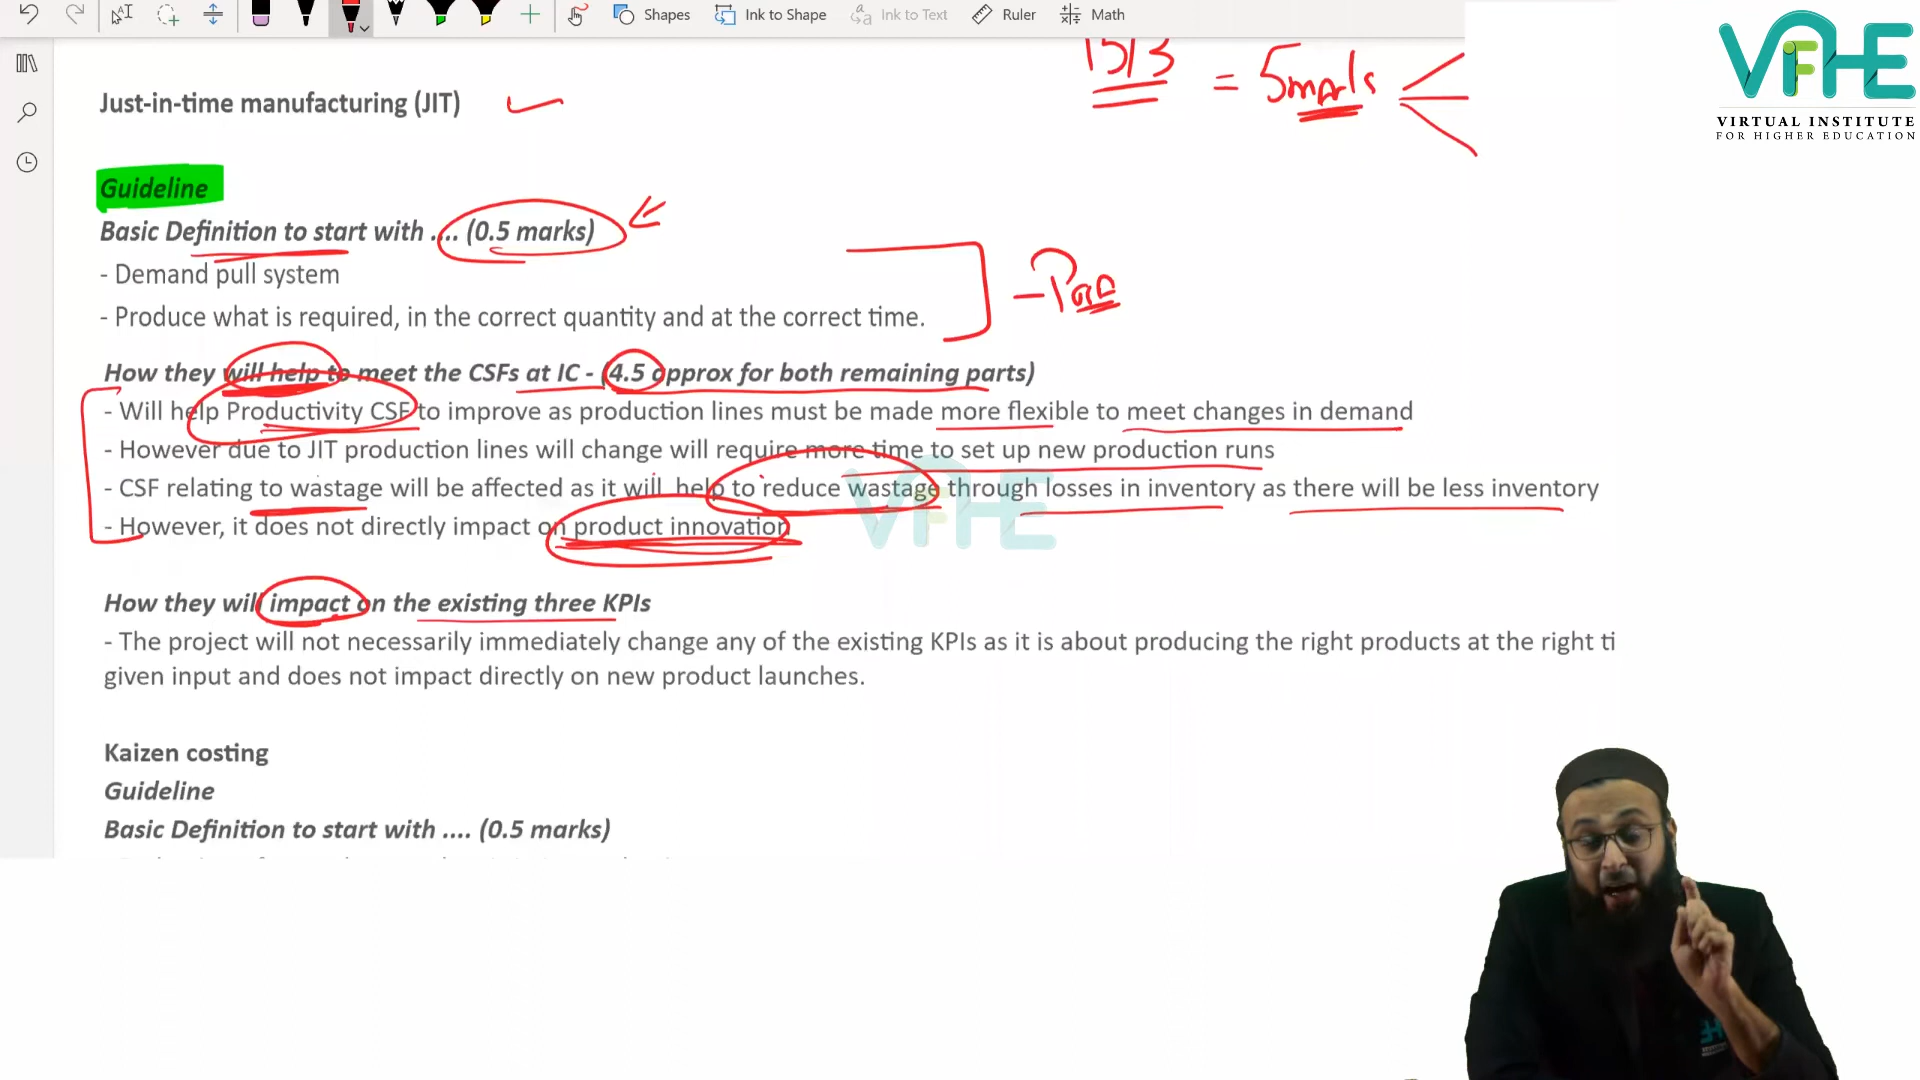 Shapes
Ink to Shape
Ink to Text
Ruler
Math
VFHE
VIRTUAL INSTITUTE
FOR HIGHER EDUCATION
= 5 marks
Just-in-time manufacturing (JIT)
Guideline
Basic Definition to start with .... (0.5 marks)
- Demand pull system
- Produce what is required, in the correct quantity and at the correct time.
How they will help to meet the CSFs at IC - (4.5 approx for both remaining parts)
- Will help Productivity CSF to improve as production lines must be made more flexible to meet changes in demand
- However due to JIT production lines will change will require more time to set up new production runs
- CSF relating to wastage will be affected as it will help to reduce wastage through losses in inventory as there will be less inventory
- However, it does not directly impact on product innovation
VFHE
How they will impact on the existing three KPIs
- The project will not necessarily immediately change any of the existing KPIs as it is about producing the right products at the right ti
given input and does not impact directly on new product launches.
Kaizen costing
Guideline
Basic Definition to start with .... (0.5 marks)